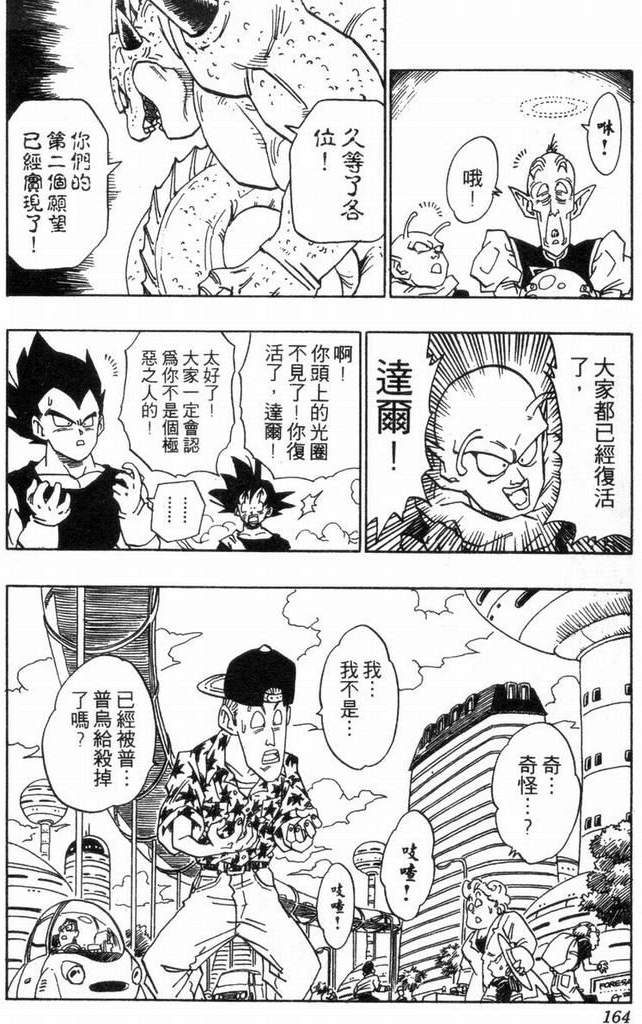 咻！
哦！
久等了各
位！
你們的
第二個願望
已經實現了！
大家都已經復活
了，
達爾！
啊！
你頭上的光圈
不見了！你復
活了，達爾！
太好了！
大家一定會認
為你不是個極
惡之人的！
……
奇…
奇怪…？
吱喳！
吱喳！
我…
我不是…
已經被普…
普烏給殺掉
了嗎？
164